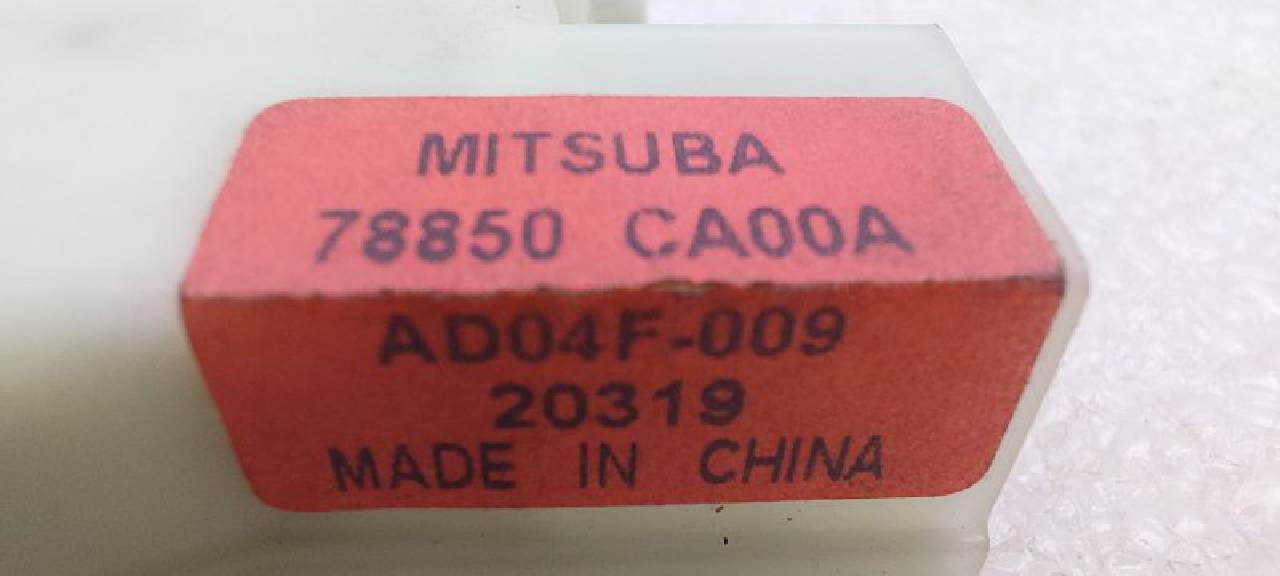 MITSUBA
78850 CA00A
AD04F-009
20319
MADE IN CHINA